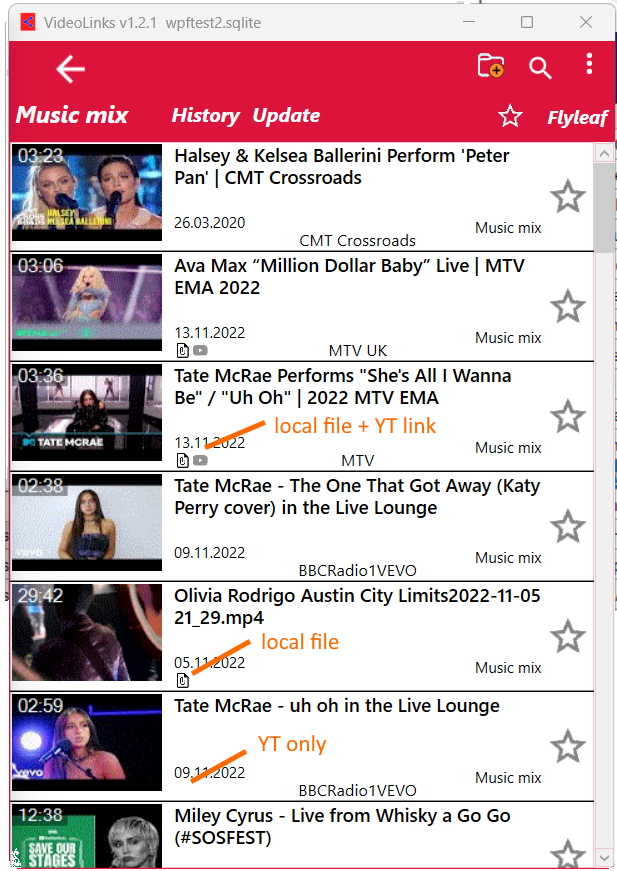 VideoLinks v1.2.1 wpftest2.sqlite
Music mix History Update Flyleaf
03:23
Halsey & Kelsea Ballerini Perform 'Peter
Pan' | CMT Crossroads
HALSEY
KELSEA BALLERINI
26.03.2020
Music mix
CMT Crossroads
03:06
Ava Max “Million Dollar Baby” Live | MTV
EMA 2022
13.11.2022
Music mix
MTV UK
03:36
Tate McRae Performs "She's All I Wanna
Be" / "Uh Oh" | 2022 MTV EMA
TATE MCRAE
local file + YT link
13.11.2022
Music mix
MTV
02:38
Tate McRae - The One That Got Away (Katy
Perry cover) in the Live Lounge
vevo
09.11.2022
Music mix
BBCRadio1VEVO
29:42
Olivia Rodrigo Austin City Limits2022-11-05
21_29.mp4
local file
05.11.2022
Music mix
02:59
Tate McRae - uh oh in the Live Lounge
vevo
YT only
09.11.2022
Music mix
BBCRadio1VEVO
12:38
Miley Cyrus - Live from Whisky a Go Go
(#SOSFEST)
SAVE OUR
STAGES